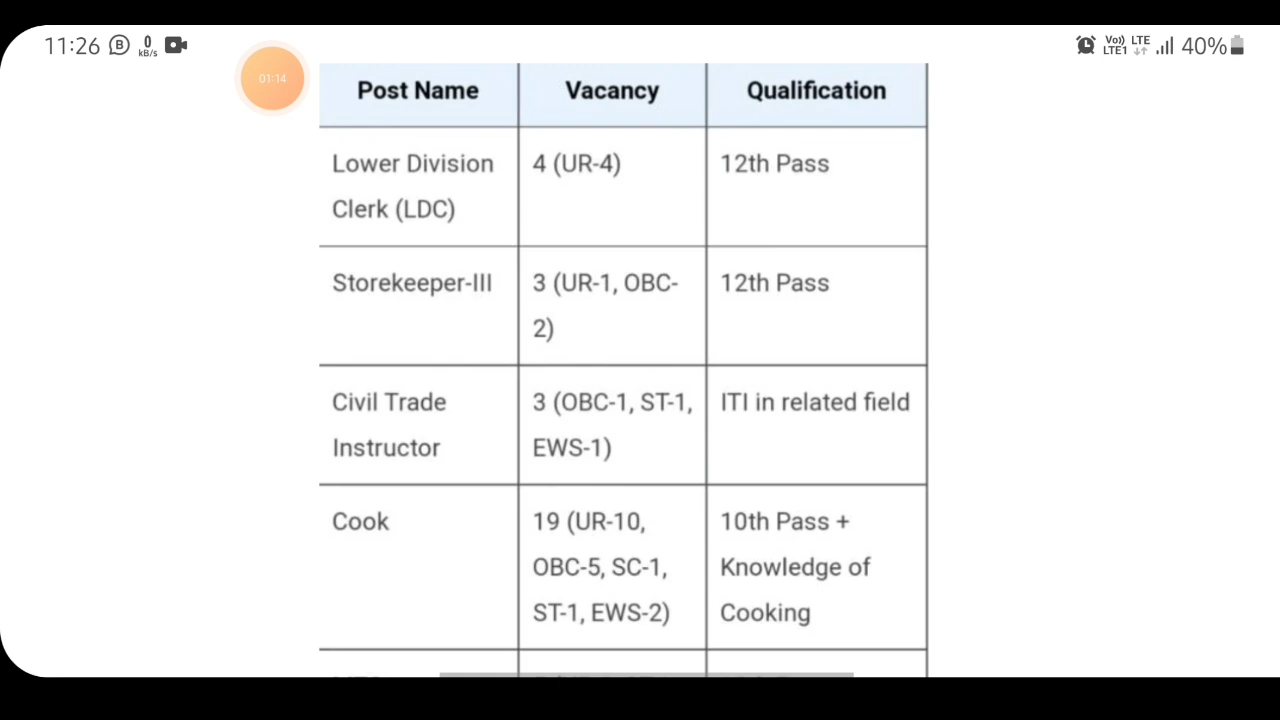 11:26 B 0 kB/s Vo)) LTE1 LTE 40%
01:14
Post Name Vacancy Qualification
Lower Division 4 (UR-4) 12th Pass
Clerk (LDC)
Storekeeper-III 3 (UR-1, OBC- 12th Pass
2)
Civil Trade 3 (OBC-1, ST-1, ITI in related field
Instructor EWS-1)
Cook 19 (UR-10, 10th Pass +
OBC-5, SC-1, Knowledge of
ST-1, EWS-2) Cooking